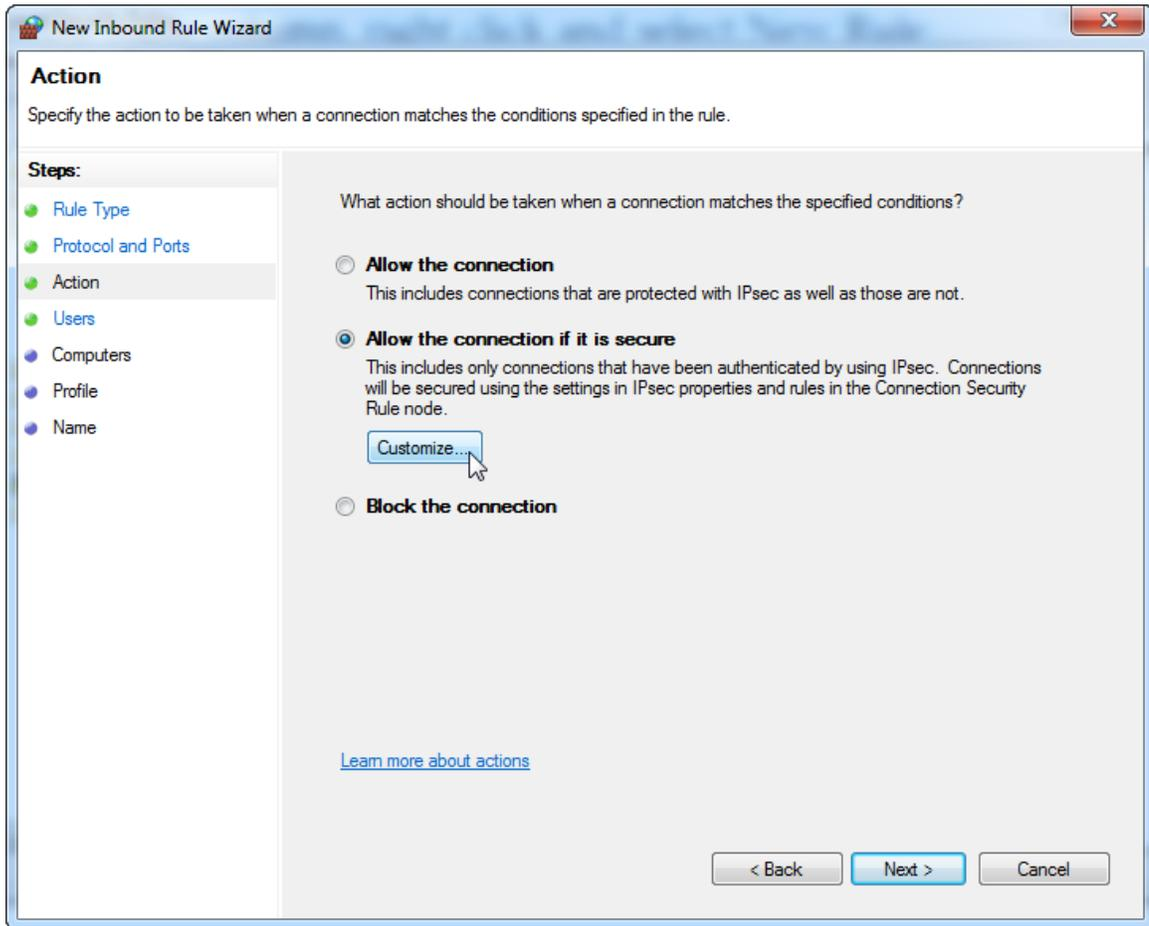 New Inbound Rule Wizard
Action
Specify the action to be taken when a connection matches the conditions specified in the rule.
Steps:
Rule Type
Protocol and Ports
Action
Users
Computers
Profile
Name
What action should be taken when a connection matches the specified conditions?
Allow the connection
This includes connections that are protected with IPsec as well as those are not.
Allow the connection if it is secure
This includes only connections that have been authenticated by using IPsec. Connections
will be secured using the settings in IPsec properties and rules in the Connection Security
Rule node.
Customize...
Block the connection
Learn more about actions
< Back
Next >
Cancel